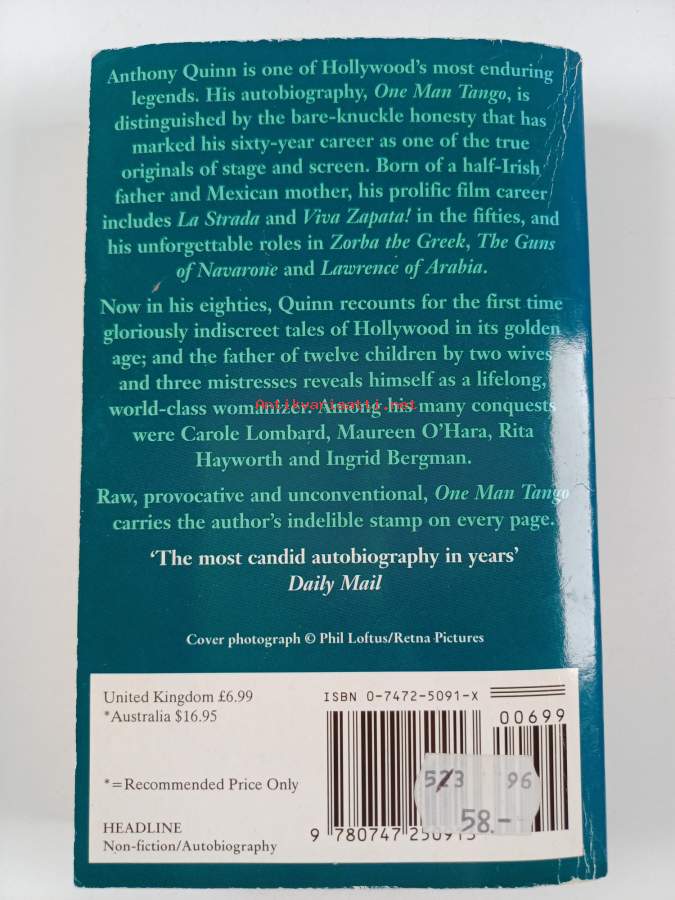 Anthony Quinn is one of Hollywood's most enduring
legends. His autobiography, One Man Tango, is
distinguished by the bare-knuckle honesty that has
marked his sixty-year career as one of the true
originals of stage and screen. Born of a half-Irish
father and Mexican mother, his prolific film career
includes La Strada and Viva Zapata! in the fifties, and
his unforgettable roles in Zorba the Greek, The Guns
of Navarone and Lawrence of Arabia.
Now in his eighties, Quinn recounts for the first time
gloriously indiscreet tales of Hollywood in its golden
age; and the father of twelve children by two wives
and three mistresses reveals himself as a lifelong,
world-class womanizer. Among his many conquests
Antikvariaatti.net
were Carole Lombard, Maureen O'Hara, Rita
Hayworth and Ingrid Bergman.
Raw, provocative and unconventional, One Man Tango
carries the author's indelible stamp on every page.
'The most candid autobiography in years'
Daily Mail
Cover photograph © Phil Loftus/Retna Pictures
United Kingdom £6.99
*Australia $16.95
*=Recommended Price Only
HEADLINE
Non-fiction/Autobiography
ISBN 0-7472-5091-X
00699
523 96
58.-
9 780747 250913